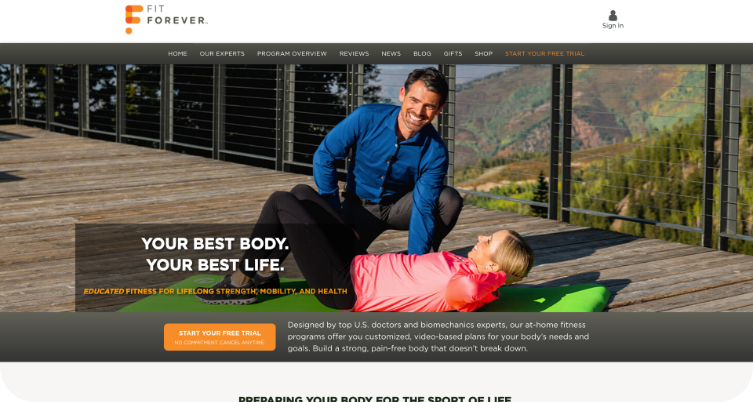 FIT
FOREVER.
Sign In
HOME OUR EXPERTS PROGRAM OVERVIEW REVIEWS NEWS BLOG GIFTS SHOP START YOUR FREE TRIAL
YOUR BEST BODY.
YOUR BEST LIFE.
EDUCATED FITNESS FOR LIFELONG STRENGTH, MOBILITY, AND HEALTH
START YOUR FREE TRIAL
NO COMMITMENT, CANCEL ANYTIME
Designed by top U.S. doctors and biomechanics experts, our at-home fitness
programs offer you customized, video-based plans for your body's needs and
goals. Build a strong, pain-free body that doesn't break down.
PREPARING YOUR BODY FOR THE SPORT OF LIFE